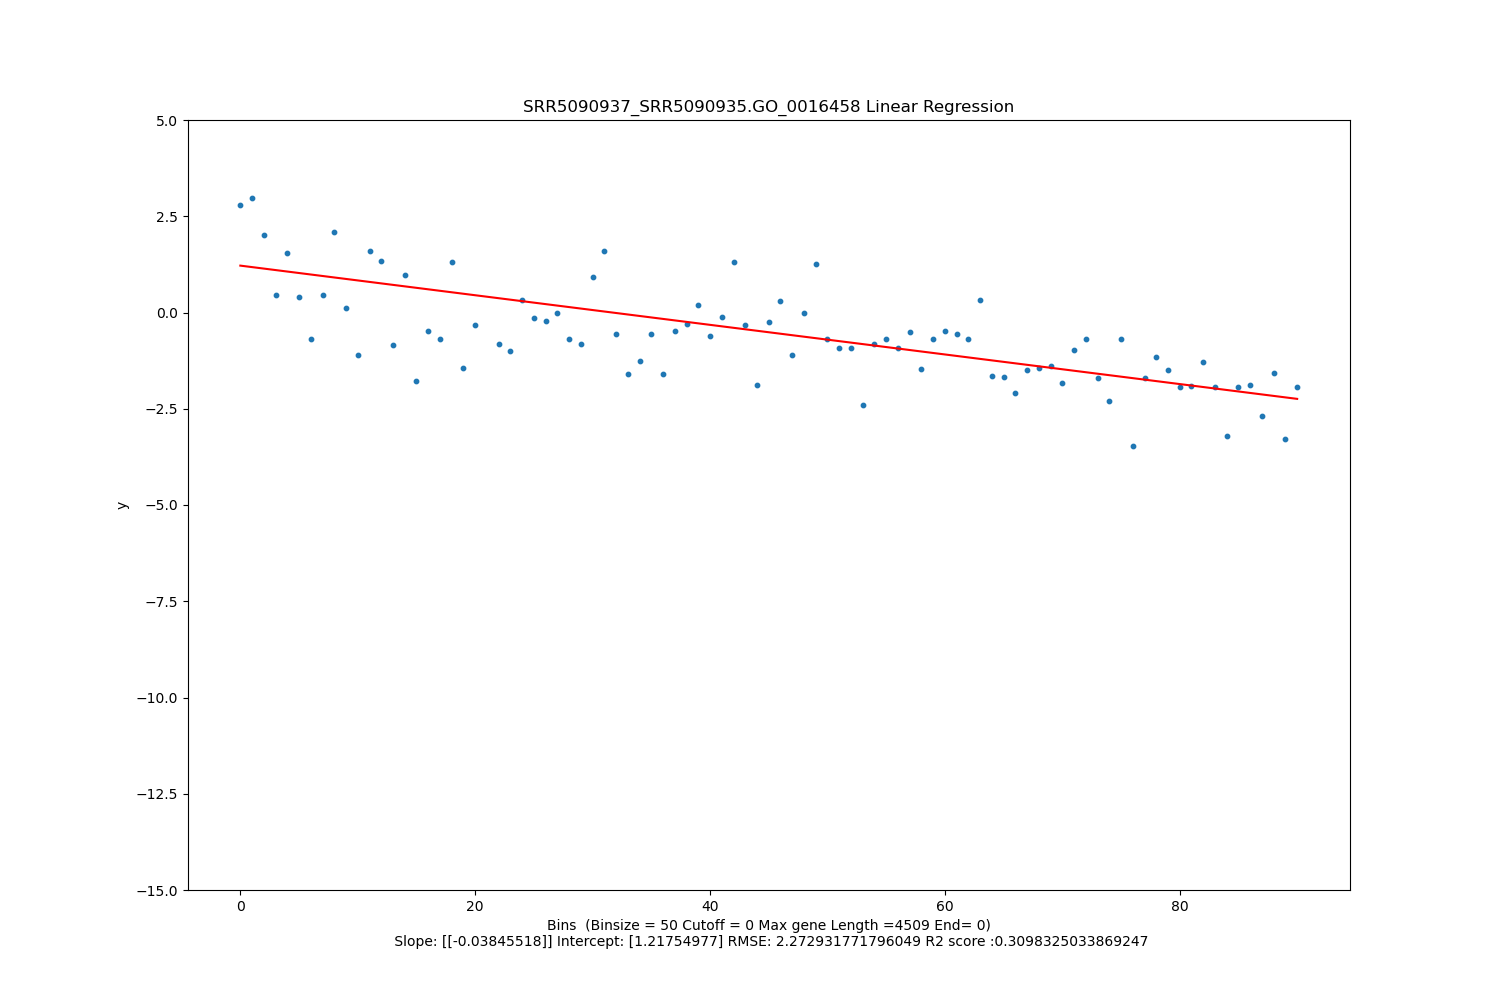 SRR5090937_SRR5090935.GO_0016458 Linear Regression
5.0
2.5
0.0
−2.5
−5.0
−7.5
−10.0
−12.5
−15.0
y
0 20 40 60 80
Bins  (Binsize = 50 Cutoff = 0 Max gene Length =4509 End= 0)
Slope: [[-0.03845518]] Intercept: [1.21754977] RMSE: 2.272931771796049 R2 score :0.3098325033869247